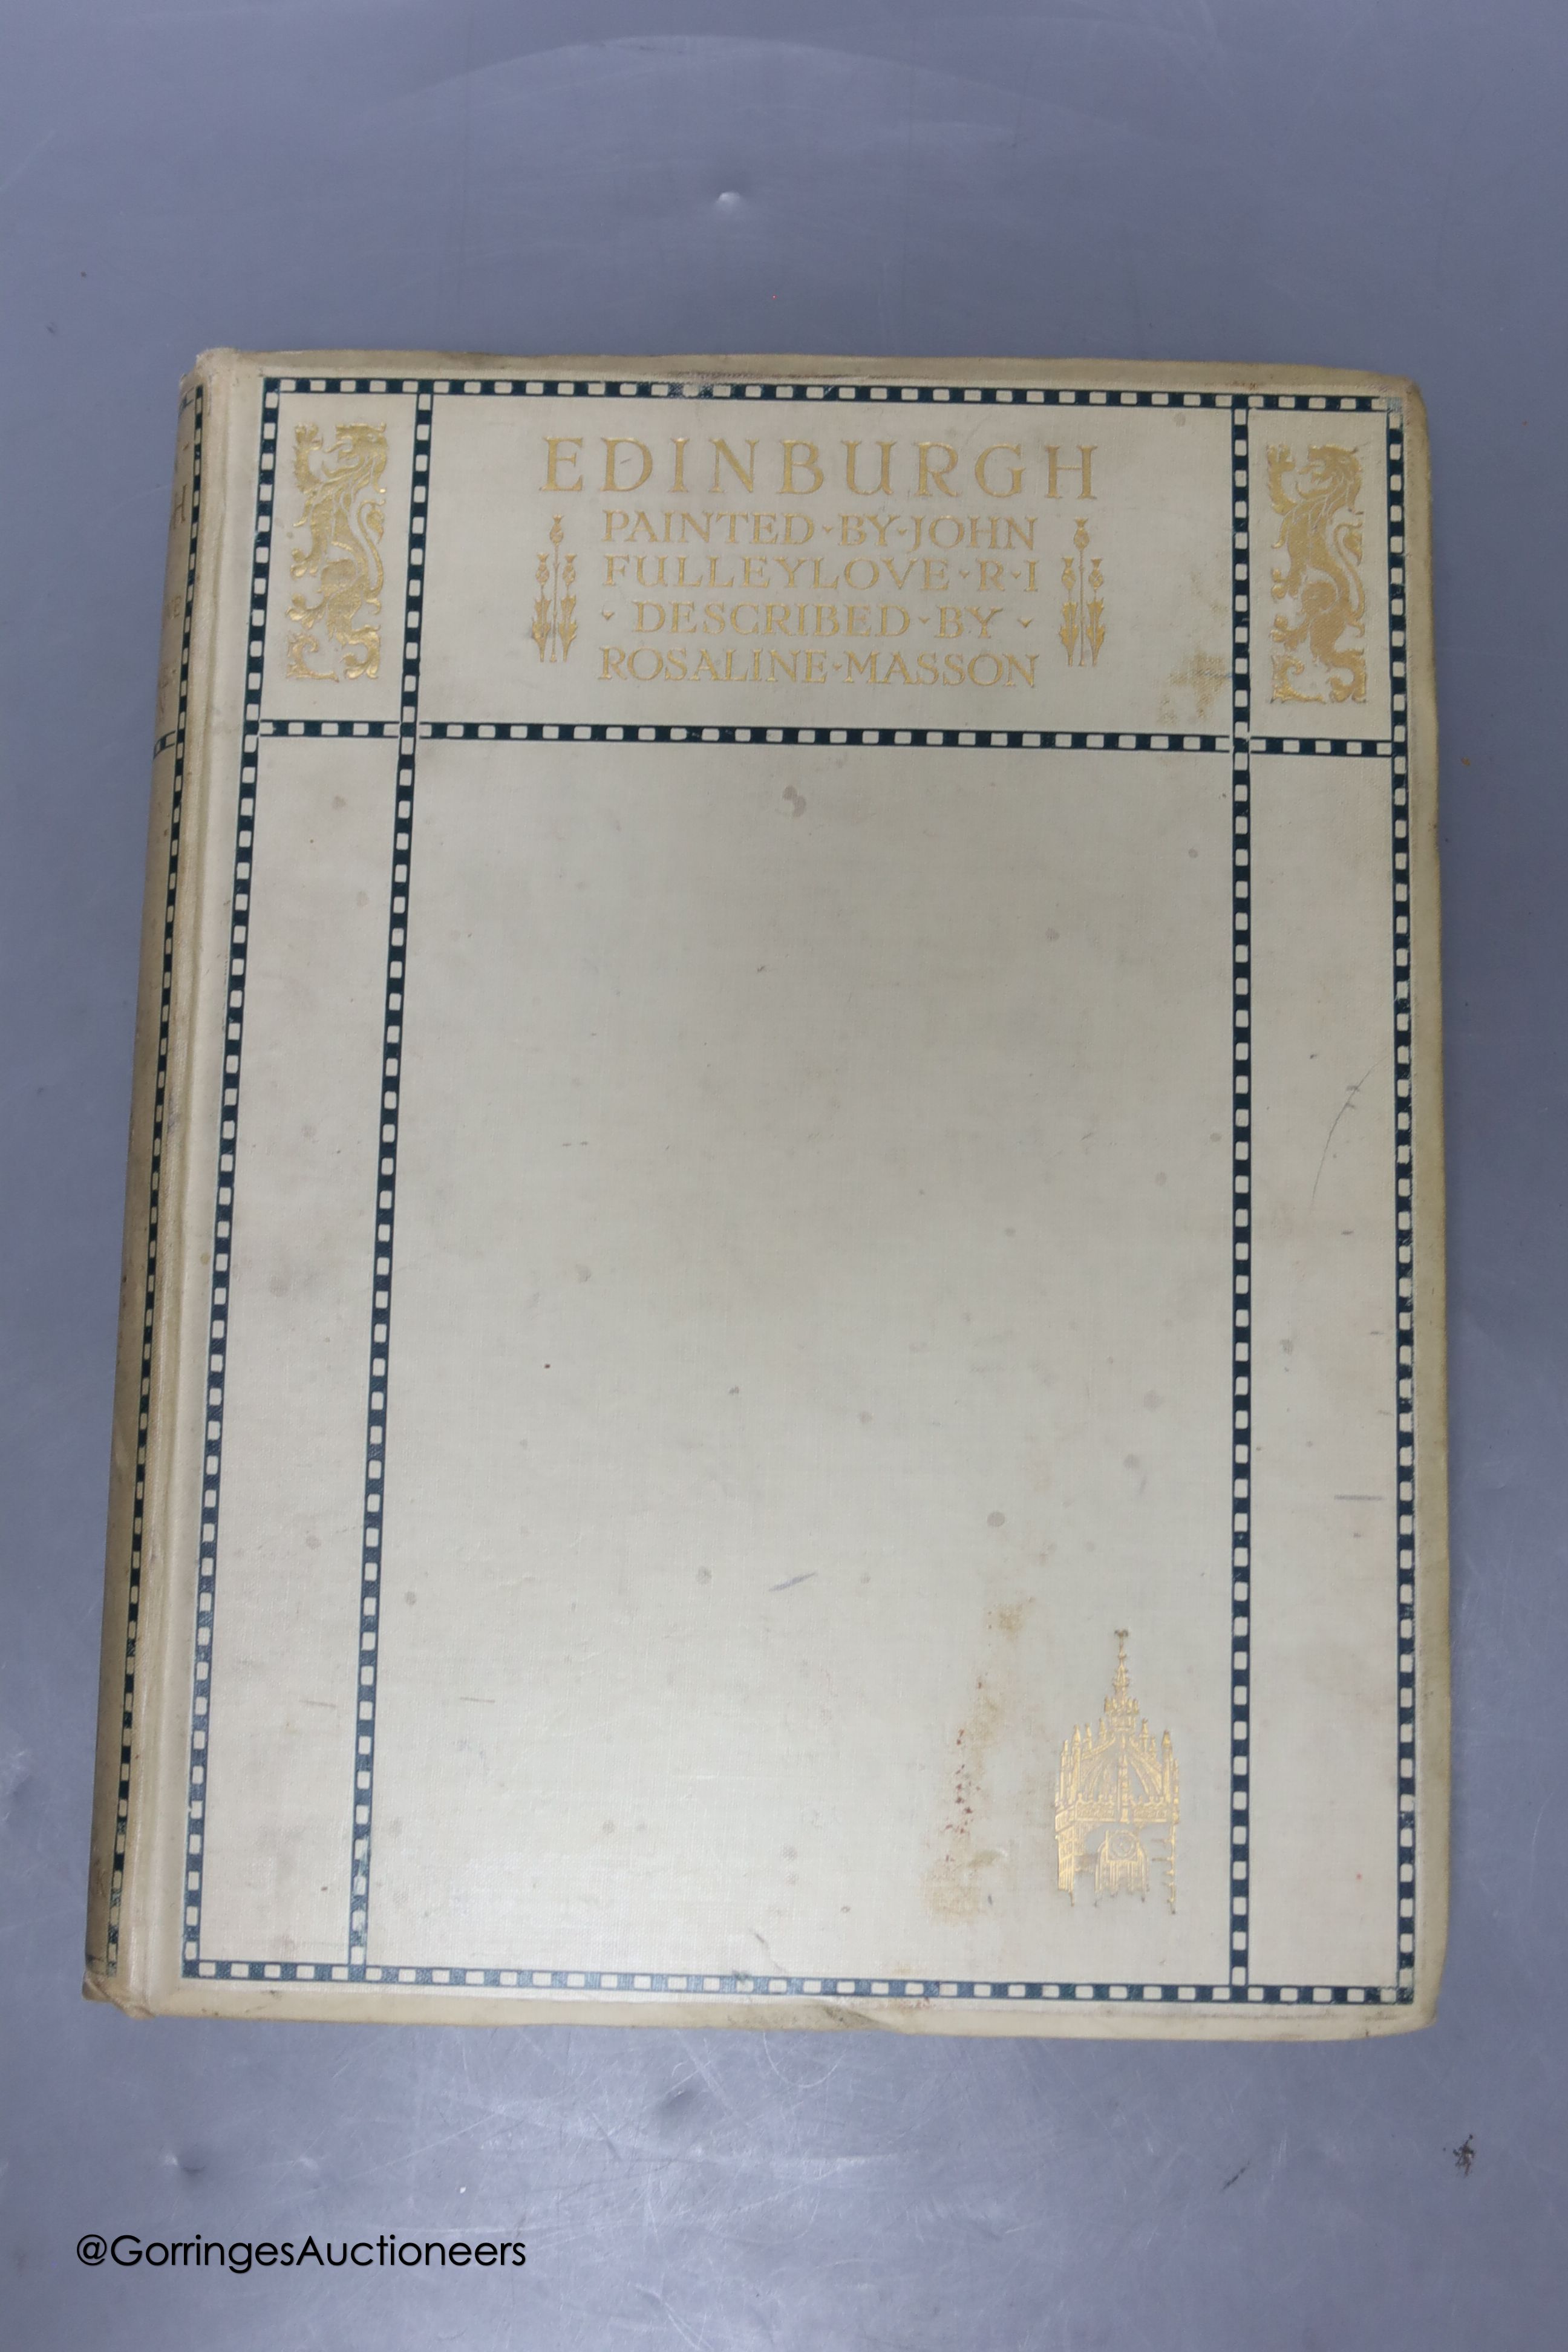 EDINBURGH
PAINTED·BY·JOHN
FULLEYLOVE·R·I
· DESCRIBED·BY ·
ROSALINE·MASSON
@GorringesAuctioneers